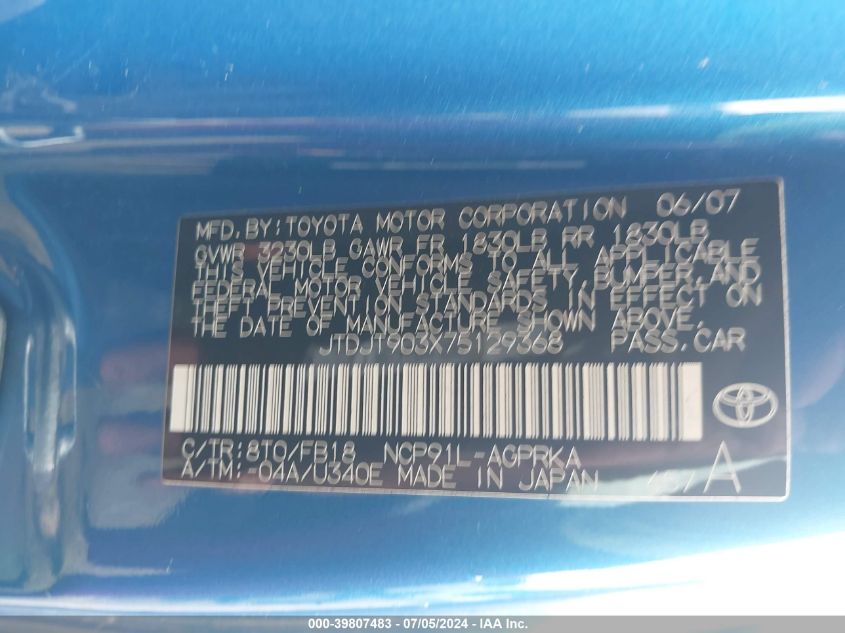 MFD. BY: TOYOTA MOTOR CORPORATION 06/07
GVWR 3230LB GAWR FR 1830LB RR 1830LB
THIS VEHICLE CONFORMS TO ALL APPLICABLE
FEDERAL MOTOR VEHICLE SAFETY, BUMPER, AND
THEFT PREVENTION STANDARDS IN EFFECT ON
THE DATE OF MANUFACTURE SHOWN ABOVE.
JTDJT903X75129368 PASS. CAR
C/TR: 8T0/FB18 NCP91L-AGPRKA
A/TM: -04A/U340E MADE IN JAPAN A
000-39807483 - 07/05/2024 - IAA Inc.